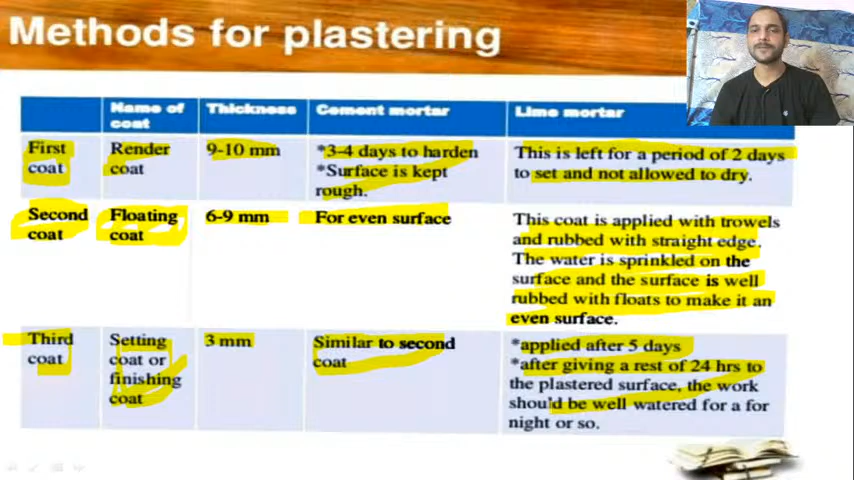 Methods for plastering
Name of
coat
Thickness
Cement mortar
Lime mortar
First
coat
Render
coat
9-10 mm
*3-4 days to harden
*Surface is kept
rough.
This is left for a period of 2 days
to set and not allowed to dry.
Second
coat
Floating
coat
6-9 mm
For even surface
This coat is applied with trowels
and rubbed with straight edge.
The water is sprinkled on the
surface and the surface is well
rubbed with floats to make it an
even surface.
Third
coat
Setting
coat or
finishing
coat
3 mm
Similar to second
coat
*applied after 5 days
*after giving a rest of 24 hrs to
the plastered surface, the work
should be well watered for a for
night or so.